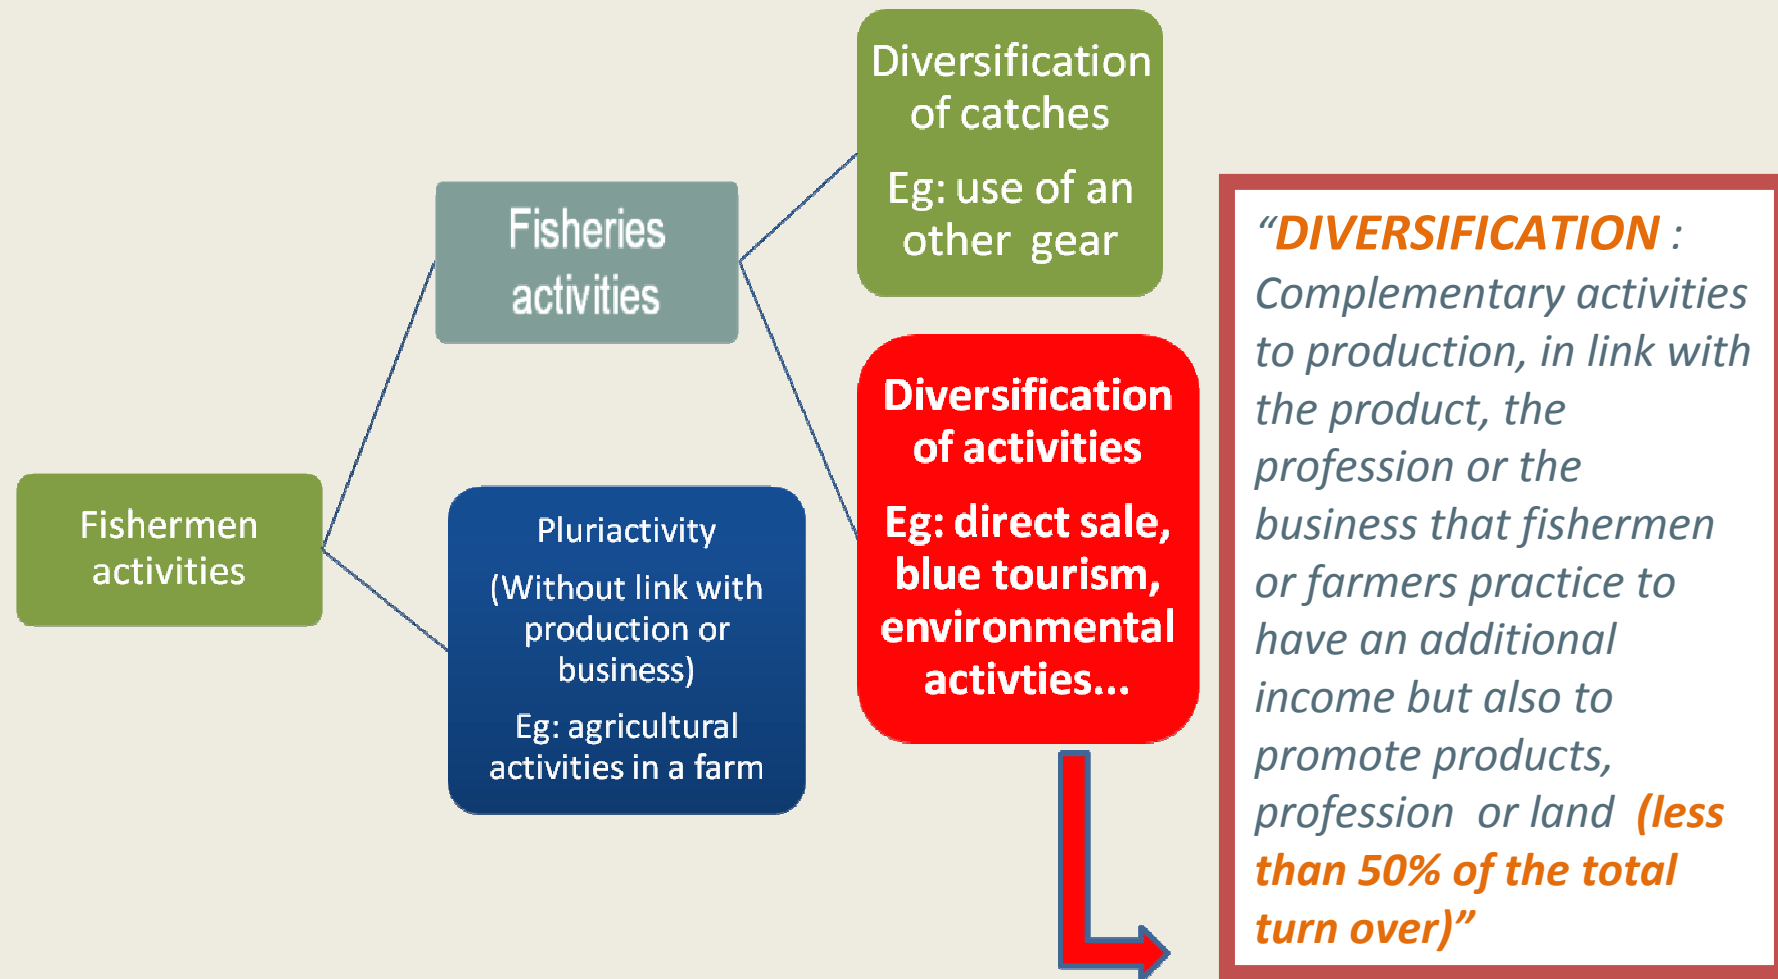 Fishermen
activities
Fisheries
activities
Pluriactivity
(Without link with
production or
business)
Eg: agricultural
activities in a farm
Diversification
of catches
Eg: use of an
other gear
Diversification
of activities
Eg: direct sale,
blue tourism,
environmental
activties...
“DIVERSIFICATION :
Complementary activities
to production, in link with
the product, the
profession or the
business that fishermen
or farmers practice to
have an additional
income but also to
promote products,
profession or land (less
than 50% of the total
turn over)”